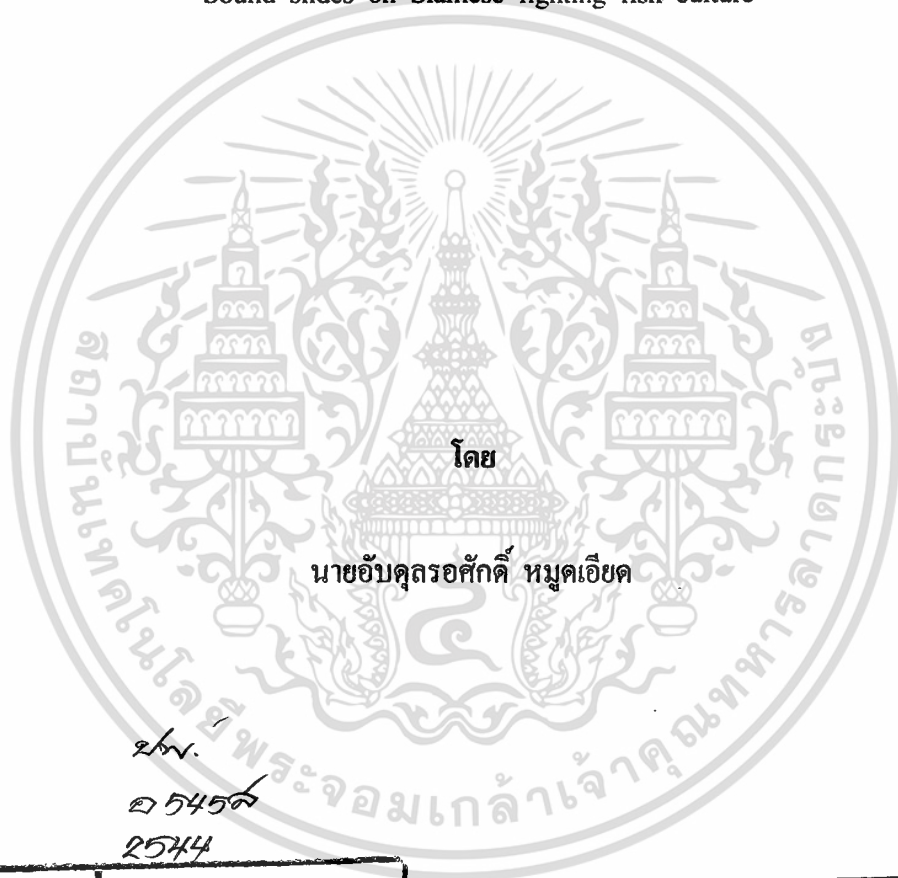 Sound slides on Siamese fighting fish culture
โดย
นายอับดุลรอศักดิ์ หมูดเอียด
สถาบันเทคโนโลยีพระจอมเกล้าเจ้าคุณทหารลาดกระบัง
๔
ปพ.
อ545ส
2544